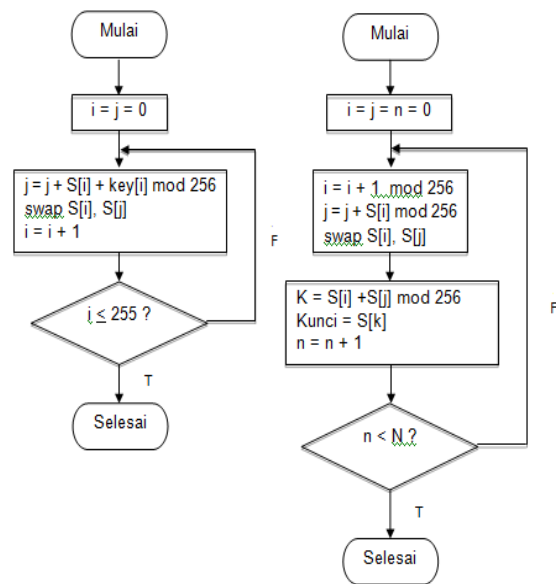 Mulai
i = j = 0
j = j + S[i] + key[i] mod 256
swap S[i], S[j]
i = i + 1
i ≤ 255 ?
F
T
Selesai
Mulai
i = j = n = 0
i = i + 1 mod 256
j = j + S[i] mod 256
swap S[i], S[j]
K = S[i] +S[j] mod 256
Kunci = S[k]
n = n + 1
n < N ?
F
T
Selesai